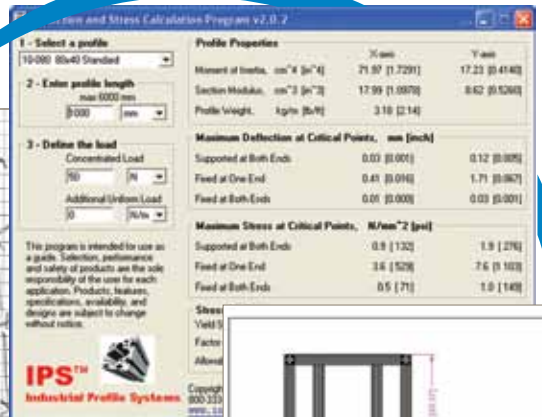 ion and Stress Calculation Program v2.0.2
1 - Select a profile
10-080 80x40 Standard
2 - Enter profile length
max 6000 mm
1000 mm
3 - Define the load
Concentrated Load
50 N
Additional Uniform Load
0 N/m
This program is intended for use as
a guide. Selection, performance
and safety of products are the sole
responsibility of the user for each
application. Products, features,
specifications, availability, and
designs are subject to change
without notice.
IPS™
Industrial Profile Systems
Profile Properties
X-axis Y-axis
Moment of Inertia, cm^4 [in^4] 71.97 [1.7291] 17.23 [0.4140]
Section Modulus, cm^3 [in^3] 17.99 [1.0978] 8.62 [0.5260]
Profile Weight, kg/m [lb/ft] 3.18 [2.14]
Maximum Deflection at Critical Points, mm [inch]
Supported at Both Ends 0.03 [0.001] 0.12 [0.005]
Fixed at One End 0.41 [0.016] 1.71 [0.067]
Fixed at Both Ends 0.01 [0.000] 0.03 [0.001]
Maximum Stress at Critical Points, N/mm^2 [psi]
Supported at Both Ends 0.9 [132] 1.9 [276]
Fixed at One End 3.6 [529] 7.6 [1 103]
Fixed at Both Ends 0.5 [71] 1.0 [149]
Stress
Yield S
Factor
Allowa
Copyright
800-333